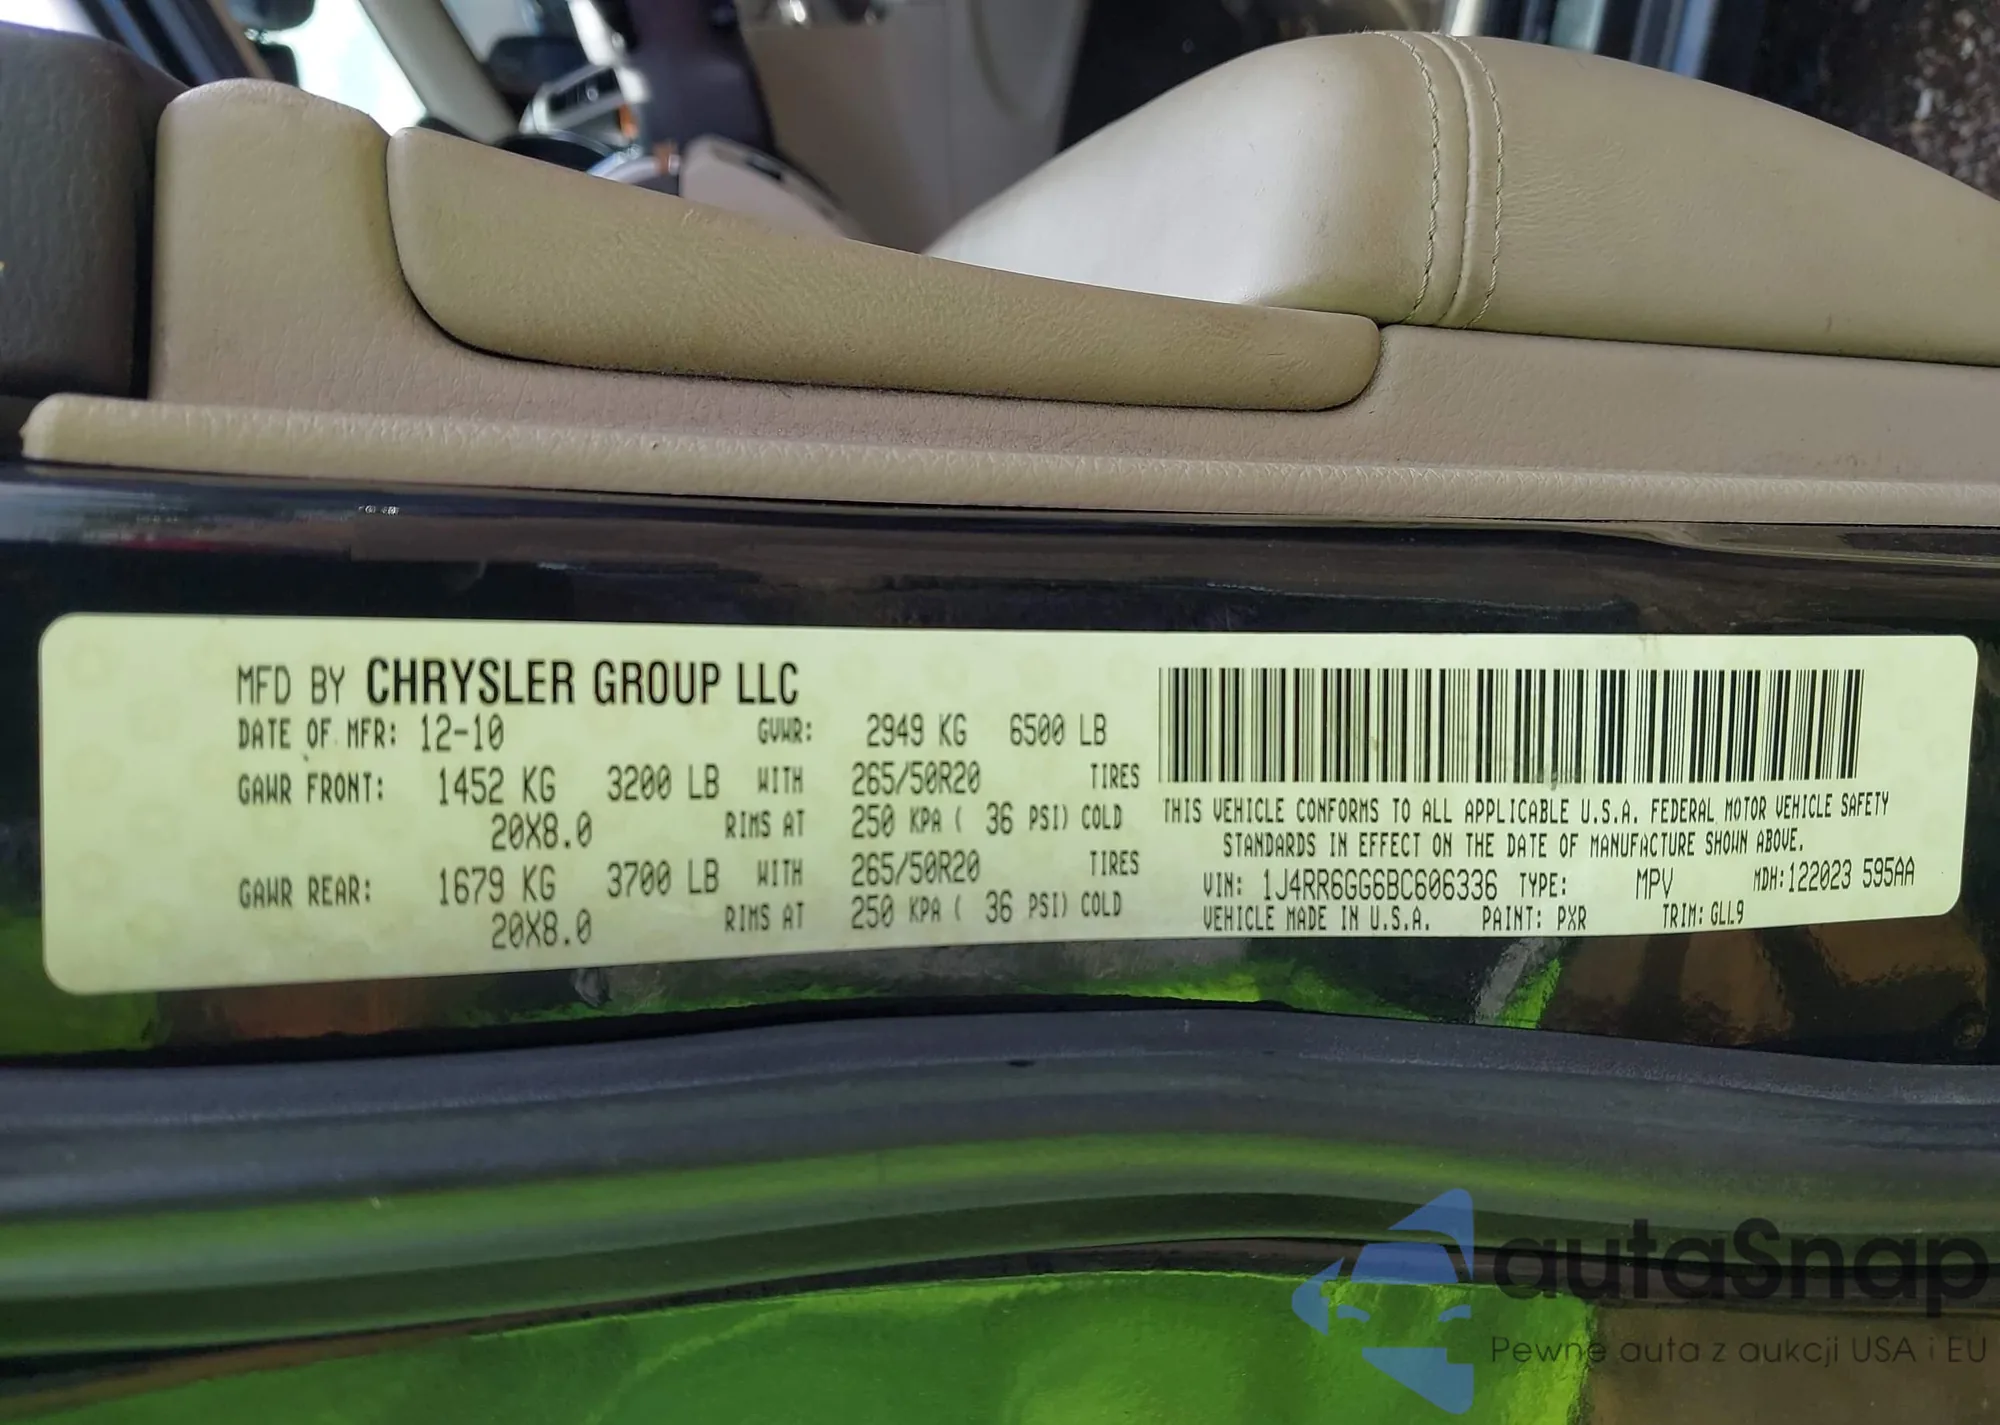 MFD BY CHRYSLER GROUP LLC
DATE OF MFR: 12-10 GVWR: 2949 KG 6500 LB
GAWR FRONT: 1452 KG 3200 LB WITH 265/50R20 TIRES
20X8.0 RIMS AT 250 KPA ( 36 PSI) COLD
GAWR REAR: 1679 KG 3700 LB WITH 265/50R20 TIRES
20X8.0 RIMS AT 250 KPA ( 36 PSI) COLD
THIS VEHICLE CONFORMS TO ALL APPLICABLE U.S.A. FEDERAL MOTOR VEHICLE SAFETY
STANDARDS IN EFFECT ON THE DATE OF MANUFACTURE SHOWN ABOVE.
VIN: 1J4RR6GG6BC606336 TYPE: MPV MDH:122023 595AA
VEHICLE MADE IN U.S.A. PAINT: PXR TRIM: GLL9
autaSnap
Pewne auta z aukcji USA i EU